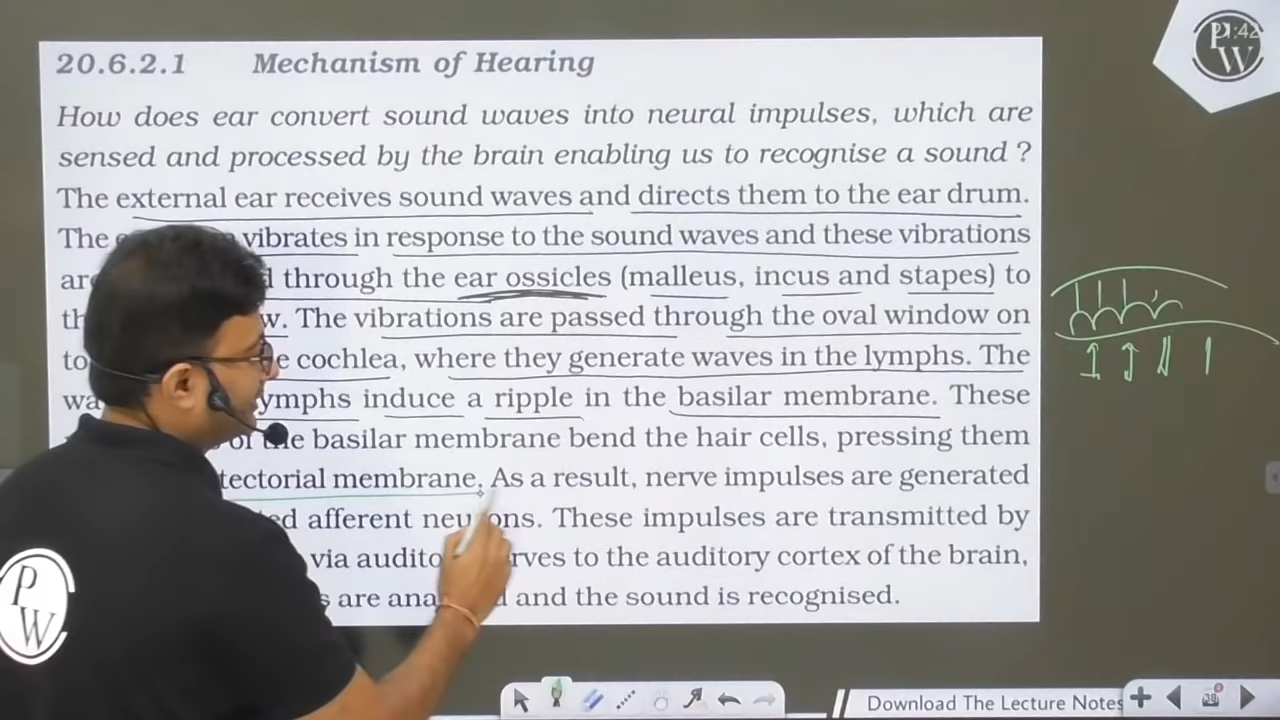 20.6.2.1 Mechanism of Hearing
How does ear convert sound waves into neural impulses, which are
sensed and processed by the brain enabling us to recognise a sound ?
The external ear receives sound waves and directs them to the ear drum.
The vibrates in response to the sound waves and these vibrations
through the ear ossicles (malleus, incus and stapes) to
The vibrations are passed through the oval window on
cochlea, where they generate waves in the lymphs. The
induce a ripple in the basilar membrane. These
of the basilar membrane bend the hair cells, pressing them
tectorial membrane. As a result, nerve impulses are generated
afferent neurons. These impulses are transmitted by
via to the auditory cortex of the brain,
are and the sound is recognised.
PW
PW
Download The Lecture Notes